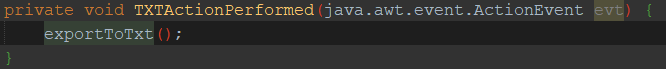 private void TXTActionPerformed(java.awt.event.ActionEvent evt) {
exportToTxt();
}